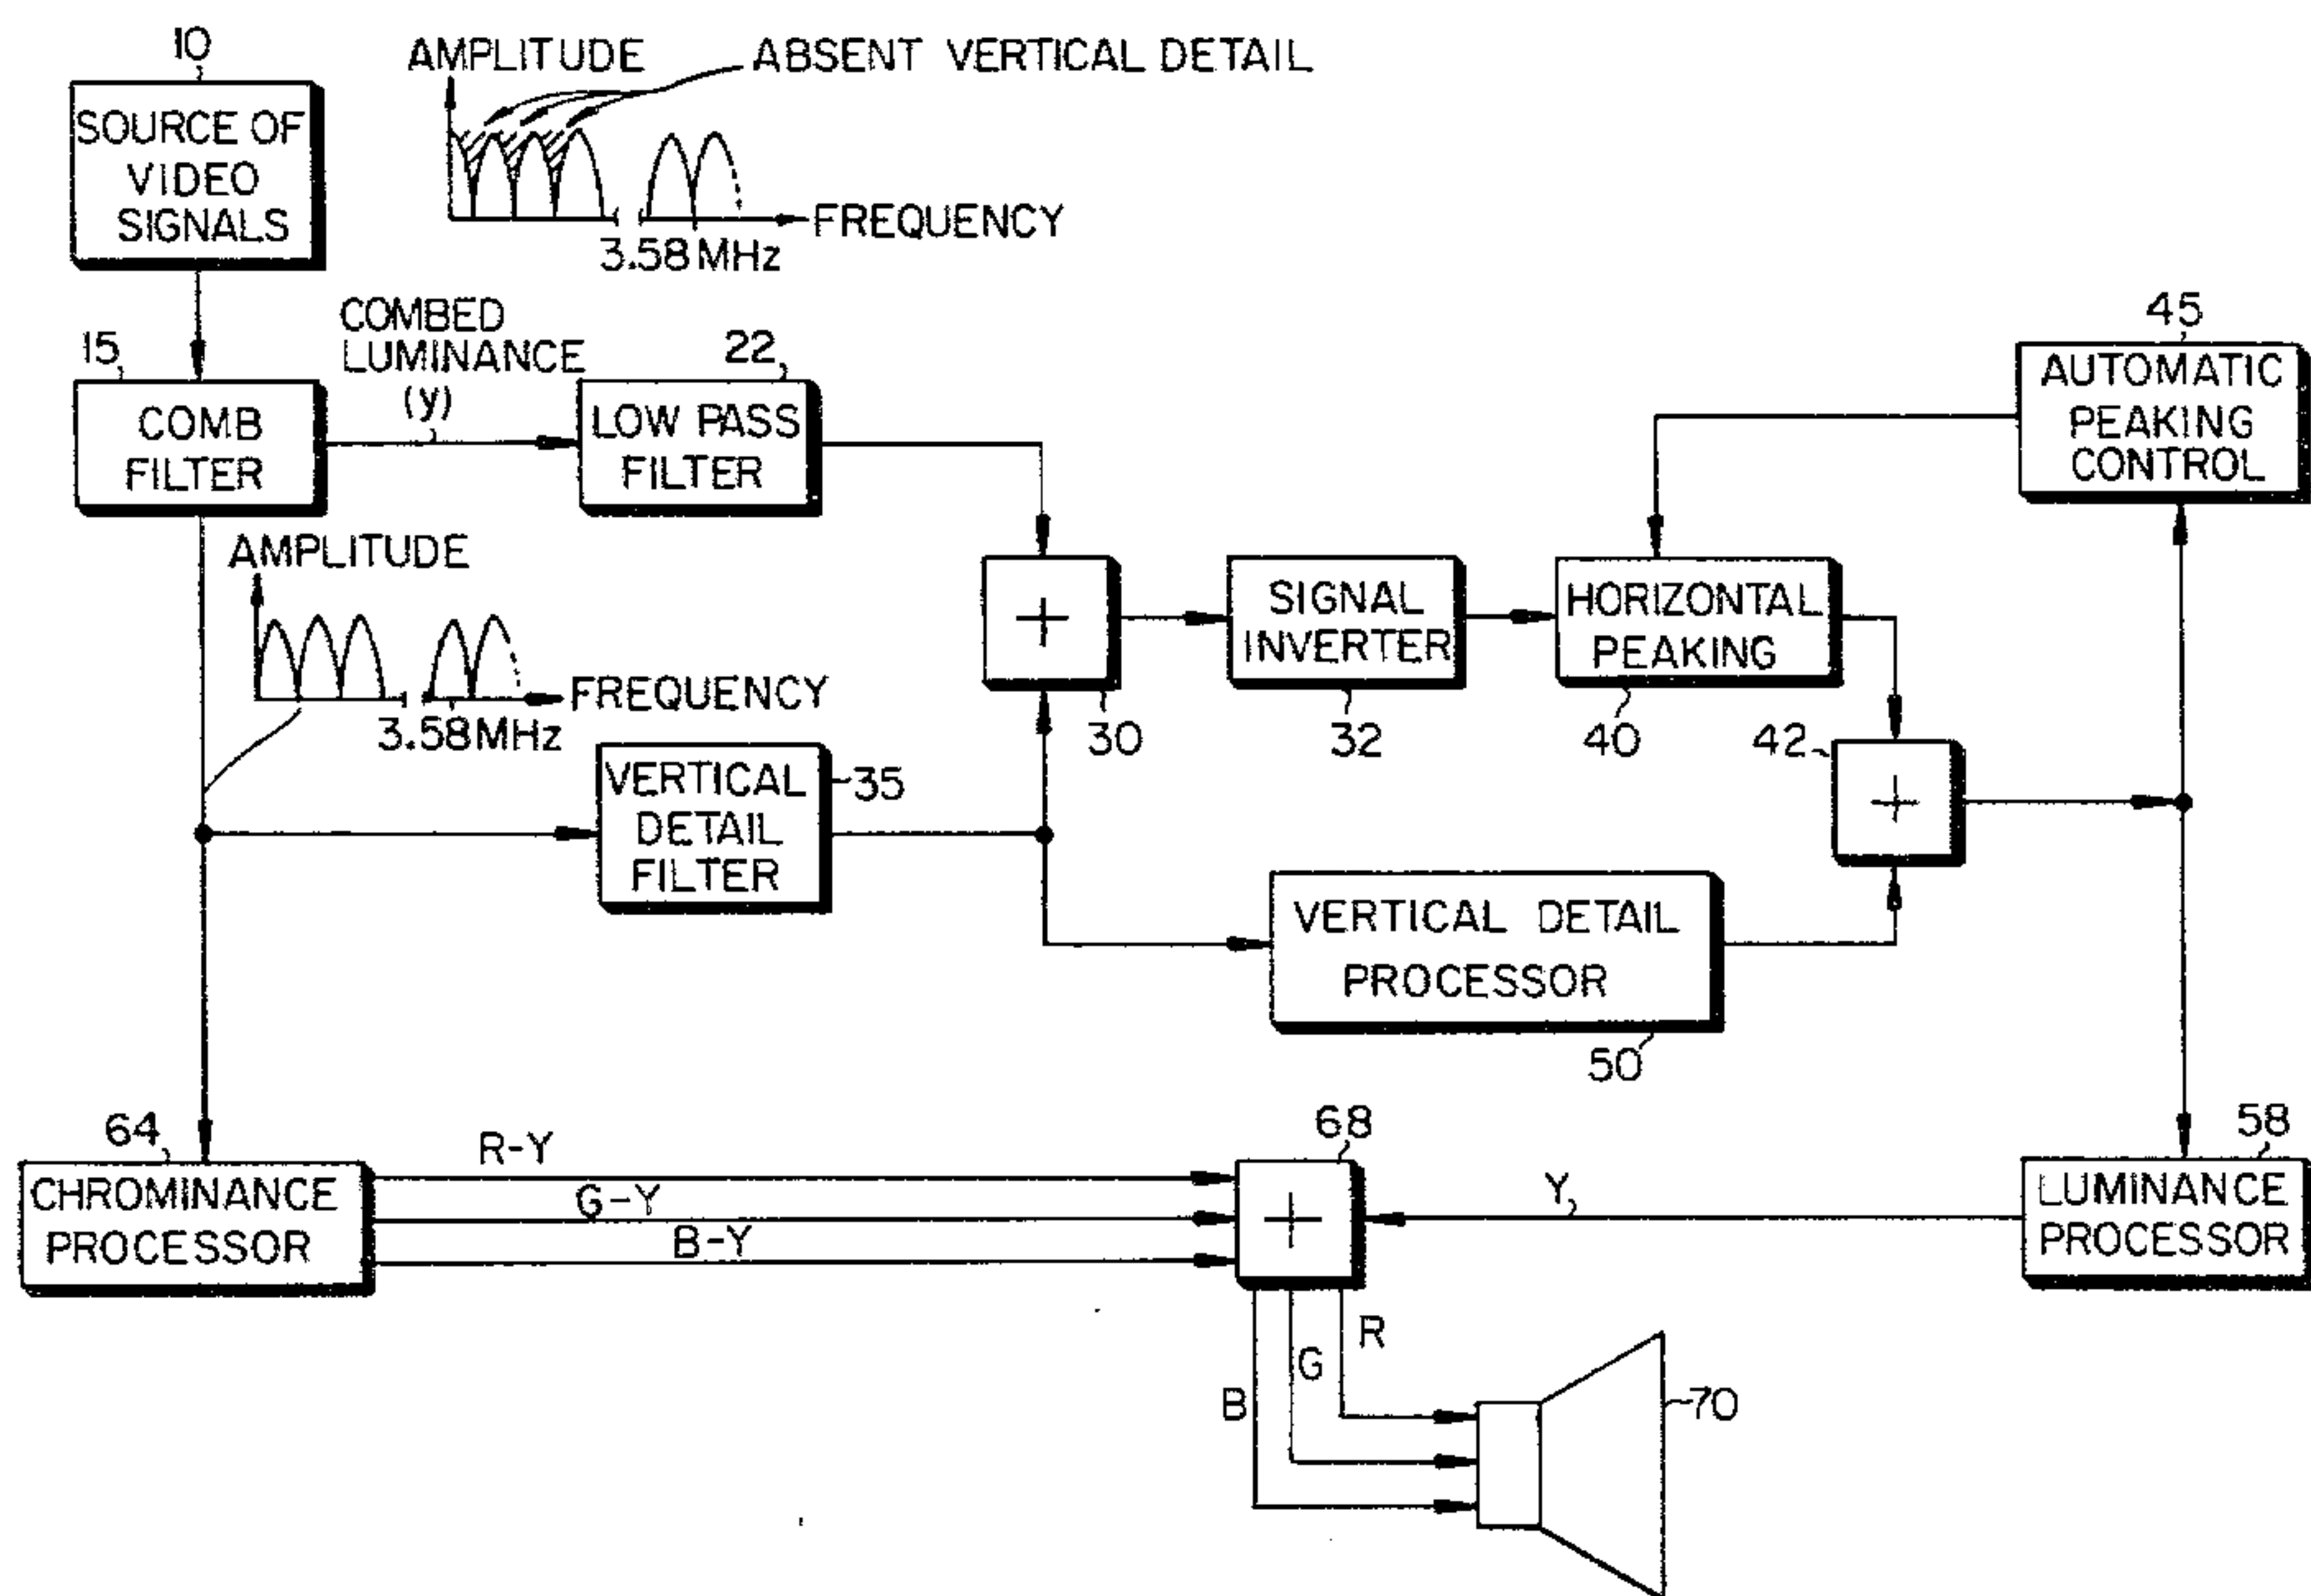 10
SOURCE OF
VIDEO
SIGNALS
AMPLITUDE
ABSENT VERTICAL DETAIL
FREQUENCY
3.58 MHz
15
COMB
FILTER
COMBED
LUMINANCE
(y)
22
LOW PASS
FILTER
45
AUTOMATIC
PEAKING
CONTROL
AMPLITUDE
FREQUENCY
3.58 MHz
+
30
SIGNAL
INVERTER
32
HORIZONTAL
PEAKING
40
42
+
VERTICAL
DETAIL
FILTER
35
VERTICAL DETAIL
PROCESSOR
50
64
CHROMINANCE
PROCESSOR
R-Y
G-Y
B-Y
68
+
Y
58
LUMINANCE
PROCESSOR
R
G
B
70